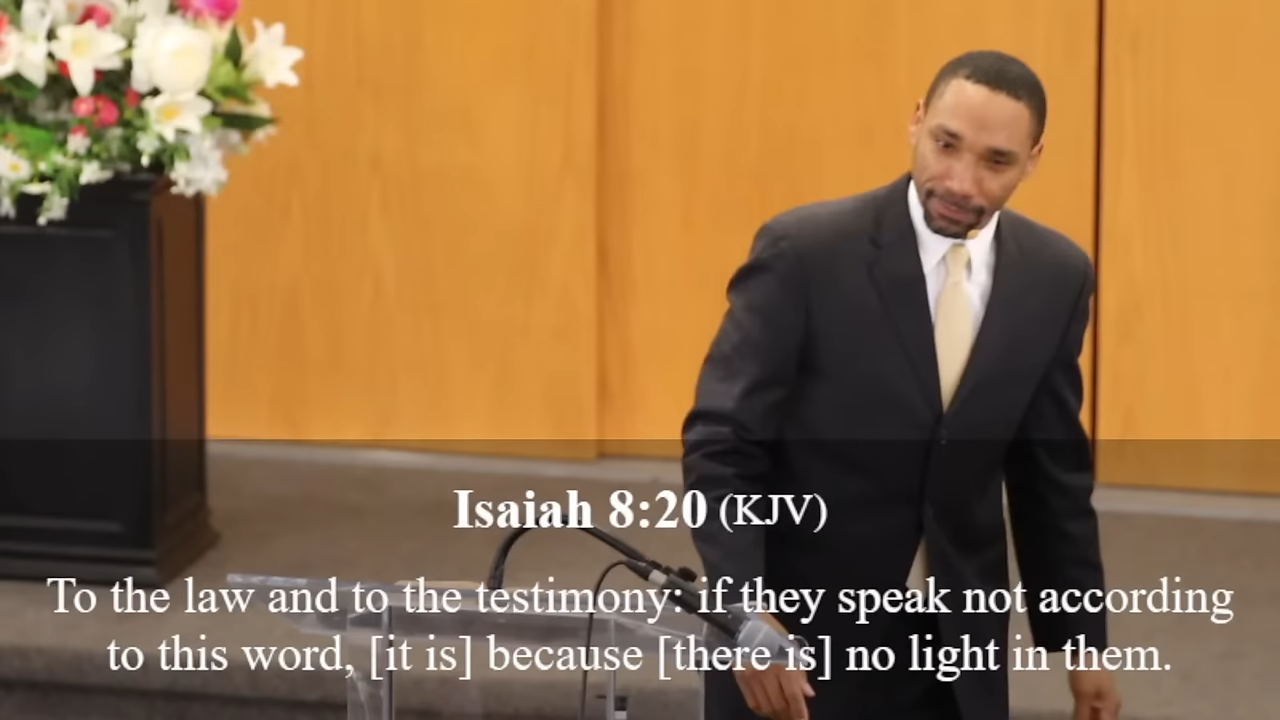 Isaiah 8:20 (KJV)
To the law and to the testimony: if they speak not according
to this word, [it is] because [there is] no light in them.